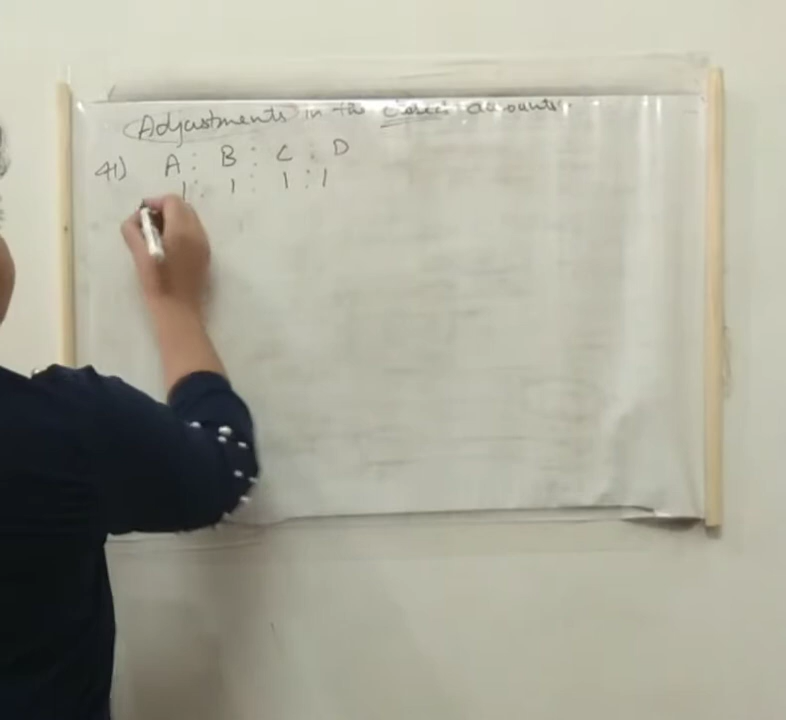 Adjustments in the accounts.
41) A : B : C : D
1 : 1 : 1 : 1